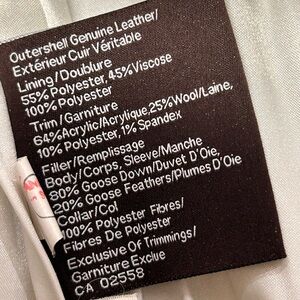 Outershell Genuine Leather/
Extérieur Cuir Véritable
Lining/Doublure
55% Polyester, 45%Viscose
100% Polyester
Trim/Garniture
64%Acrylic/Acrylique,25%Wool/Laine,
10% Polyester,1% Spandex
Filler/Remplissage
Body/Corps, Sleeve/Manche
80% Goose Down/Duvet D'Oie,
20% Goose Feathers/Plumes D'Oie
Collar/Col
100% Polyester Fibres/
Fibres De Polyester
Exclusive Of Trimmings/
Garniture Exclue
CA 02558